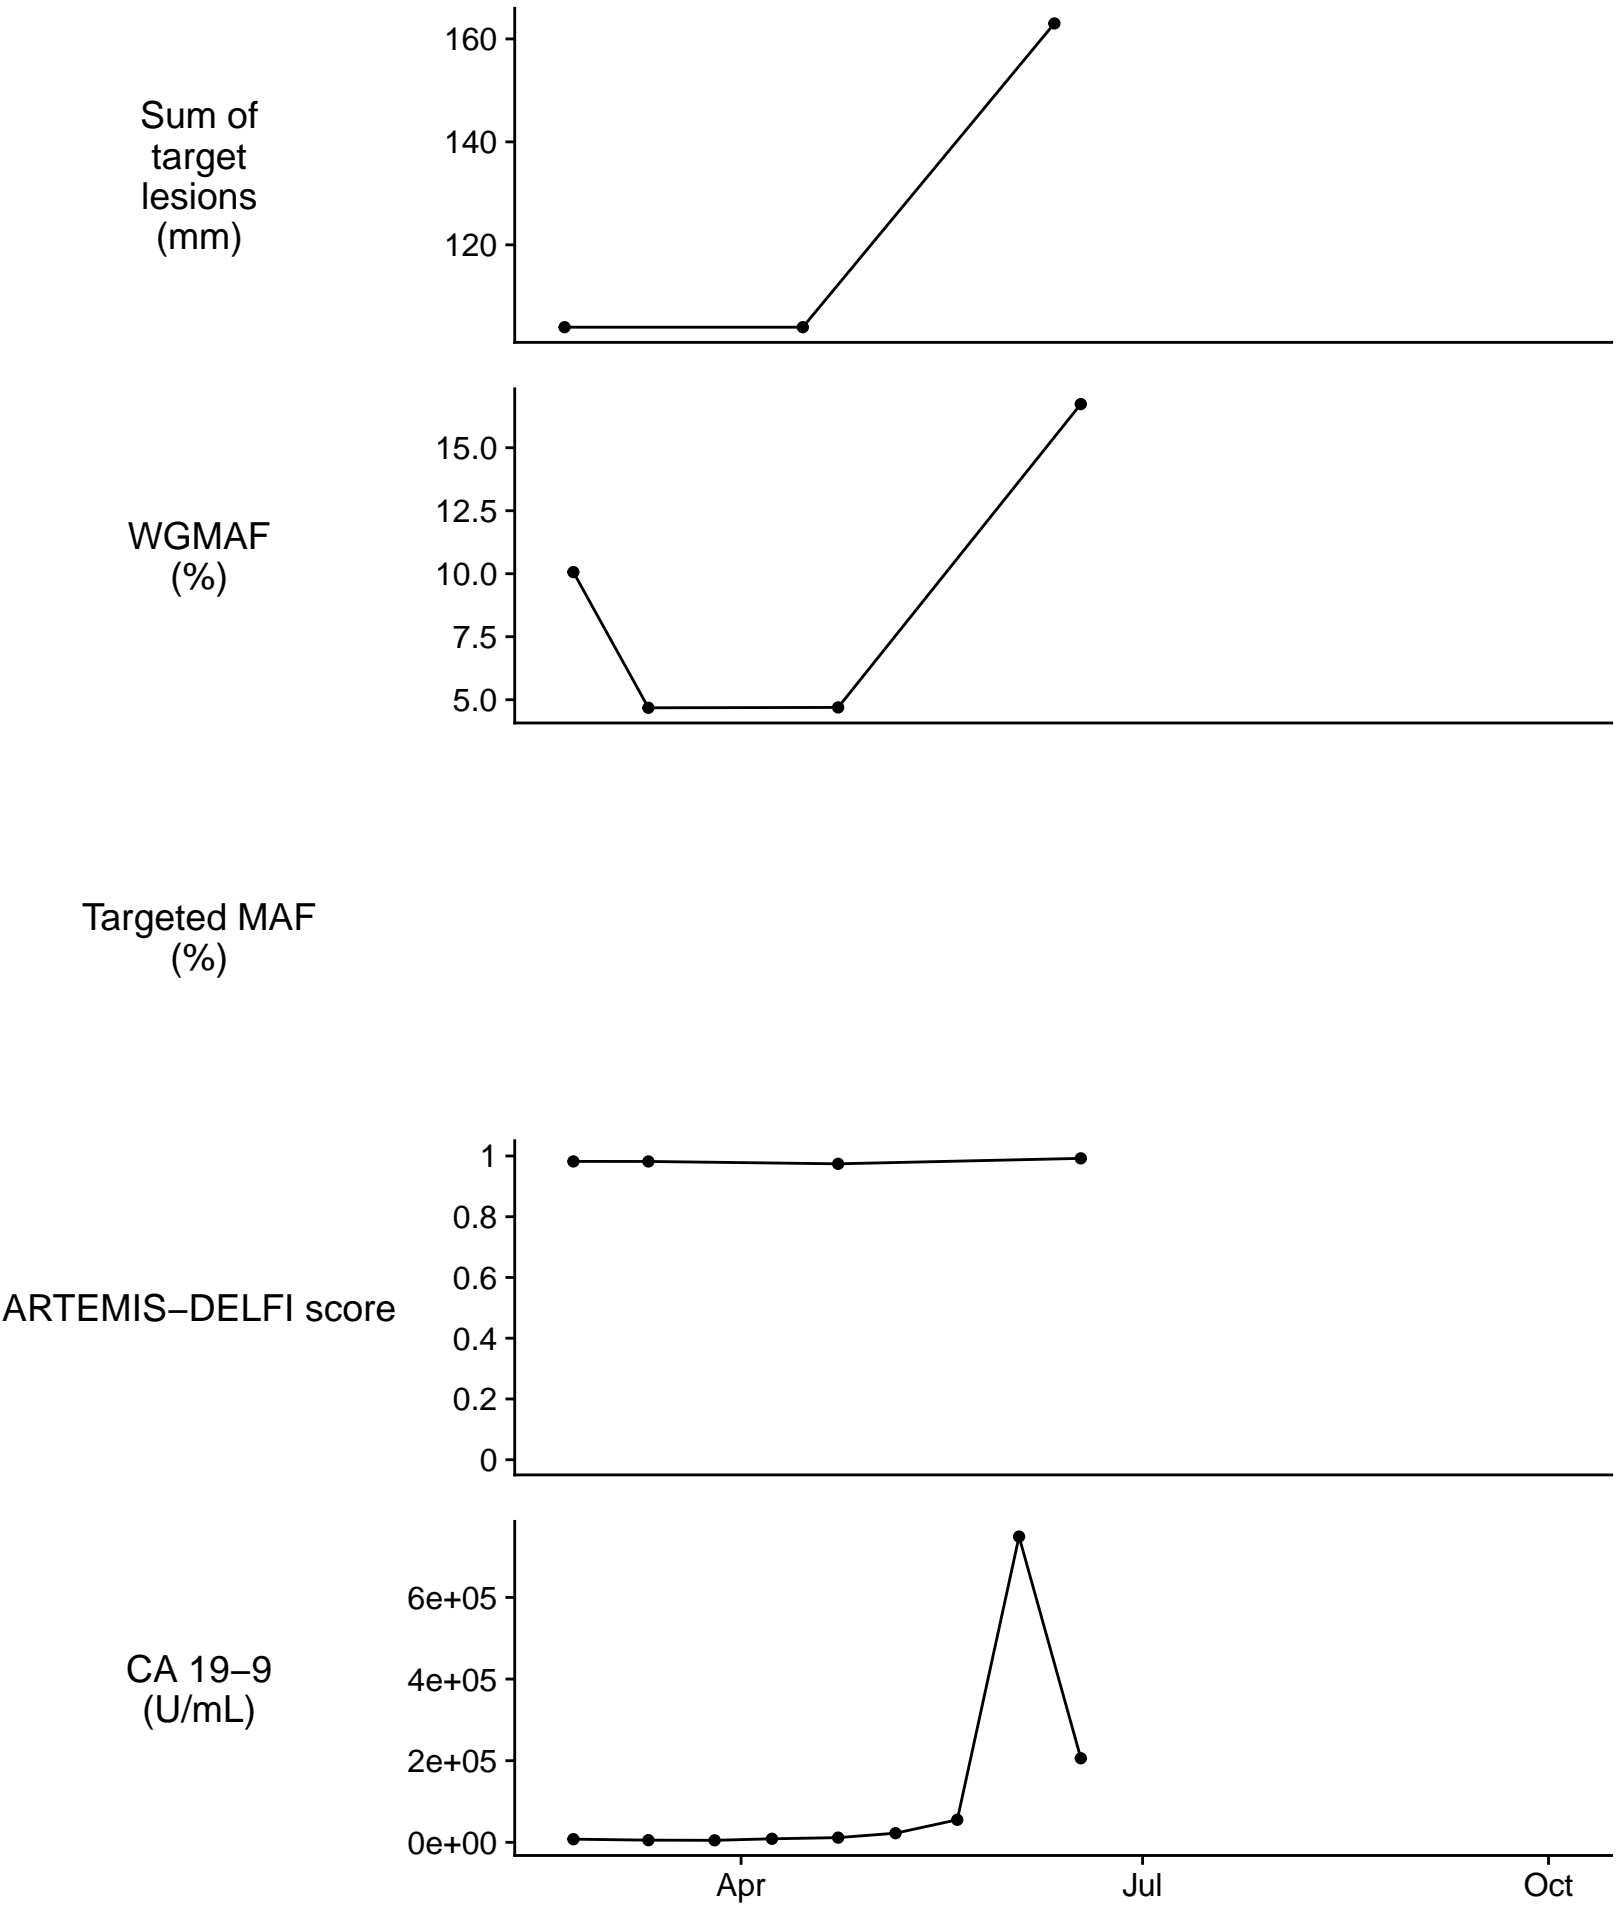 Sum of
target
lesions
(mm)
160
140
120
WGMAF
(%)
15.0
12.5
10.0
7.5
5.0
Targeted MAF
(%)
ARTEMIS–DELFI score
1
0.8
0.6
0.4
0.2
0
CA 19–9
(U/mL)
6e+05
4e+05
2e+05
0e+00
Apr Jul Oct